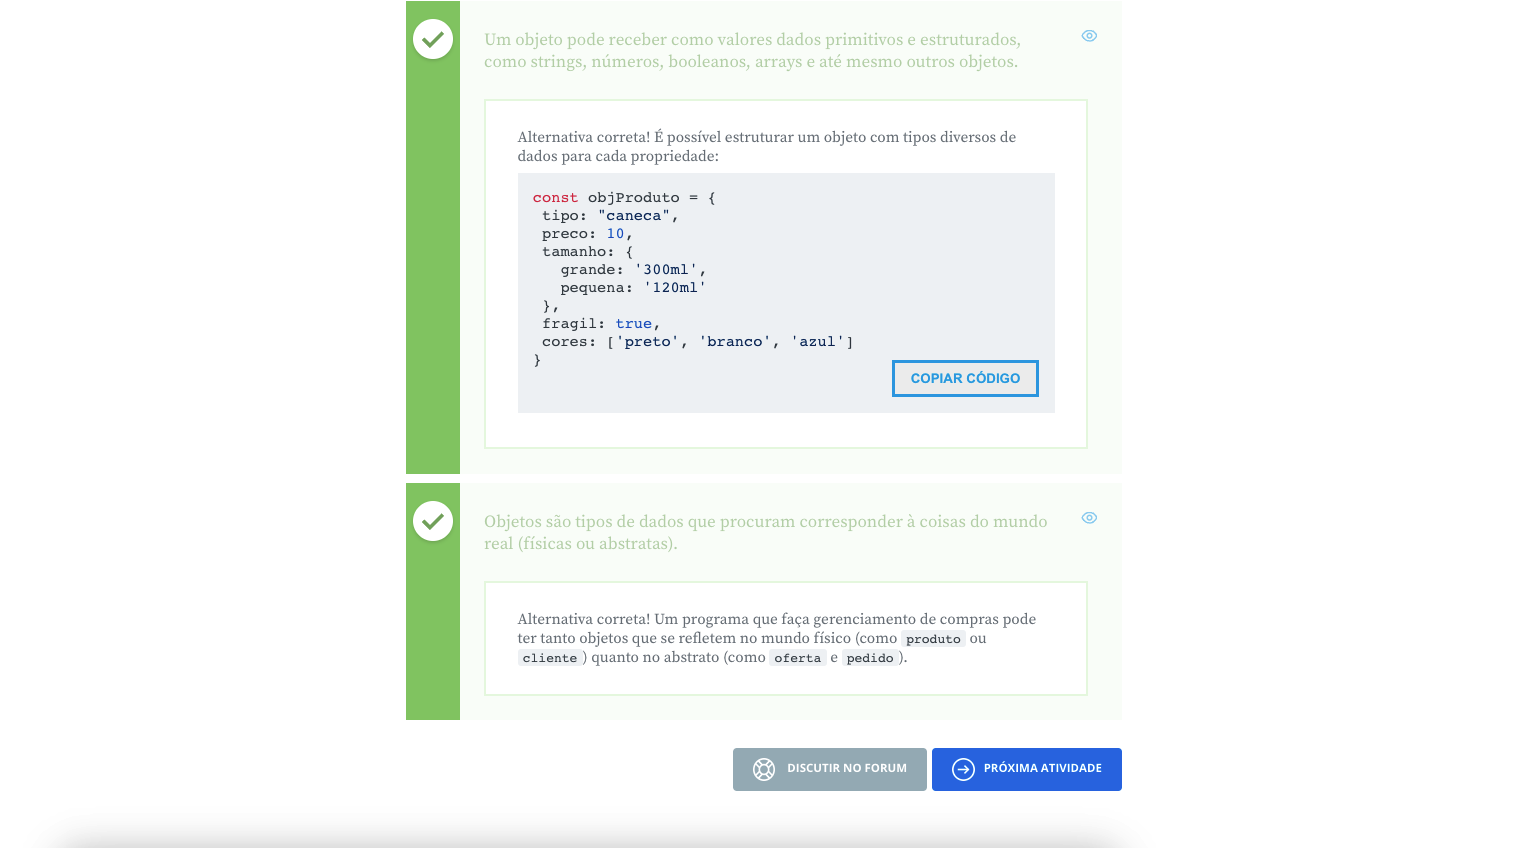 Um objeto pode receber como valores dados primitivos e estruturados,
como strings, números, booleanos, arrays e até mesmo outros objetos.
Alternativa correta! É possível estruturar um objeto com tipos diversos de
dados para cada propriedade:
const objProduto = {
 tipo: "caneca",
 preco: 10,
 tamanho: {
   grande: '300ml',
   pequena: '120ml'
 },
 fragil: true,
 cores: ['preto', 'branco', 'azul']
}
COPIAR CÓDIGO
Objetos são tipos de dados que procuram corresponder à coisas do mundo
real (físicas ou abstratas).
Alternativa correta! Um programa que faça gerenciamento de compras pode
ter tanto objetos que se refletem no mundo físico (como produto ou
cliente) quanto no abstrato (como oferta e pedido).
DISCUTIR NO FORUM
PRÓXIMA ATIVIDADE